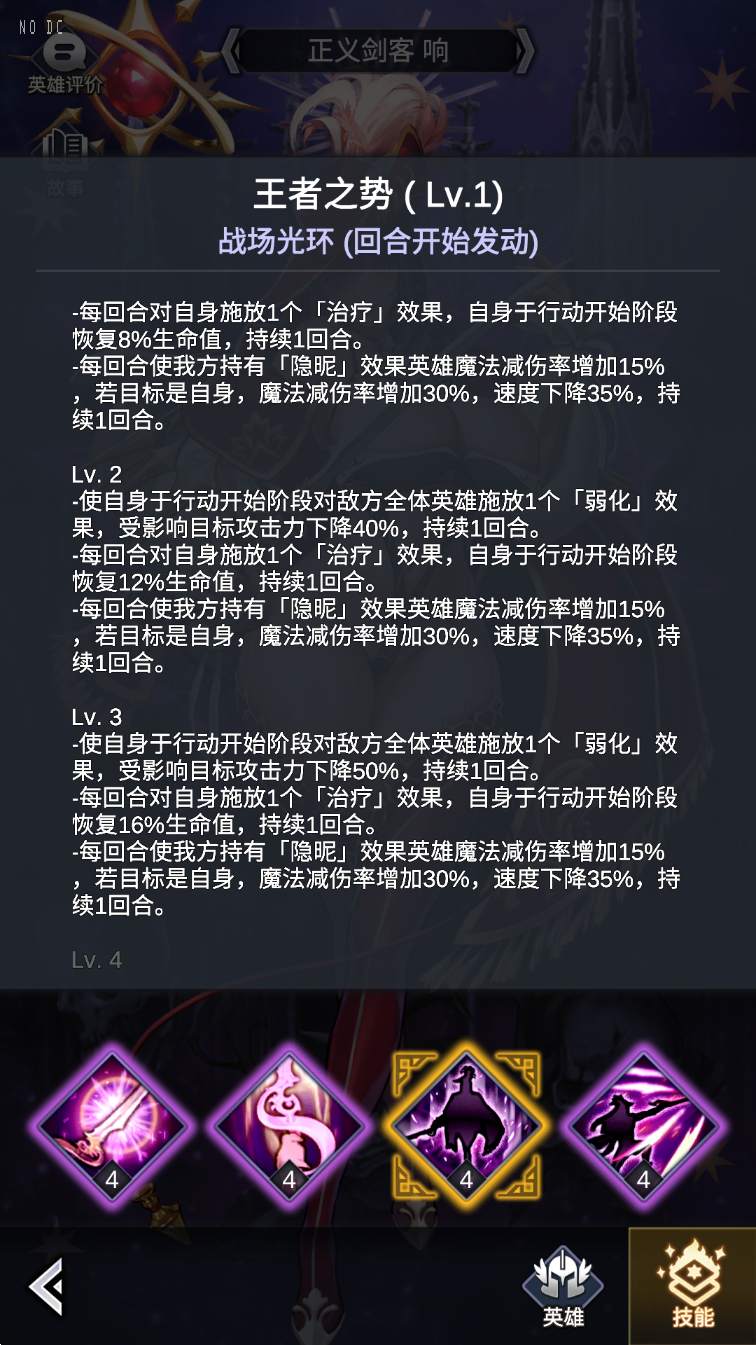 NO DC
正义剑客 响
英雄评价
故事
王者之势 ( Lv.1)
战场光环 (回合开始发动)
-每回合对自身施放1个「治疗」效果，自身于行动开始阶段
恢复8%生命值，持续1回合。
-每回合使我方持有「隐昵」效果英雄魔法减伤率增加15%
，若目标是自身，魔法减伤率增加30%，速度下降35%，持
续1回合。
Lv. 2
-使自身于行动开始阶段对敌方全体英雄施放1个「弱化」效
果，受影响目标攻击力下降40%，持续1回合。
-每回合对自身施放1个「治疗」效果，自身于行动开始阶段
恢复12%生命值，持续1回合。
-每回合使我方持有「隐昵」效果英雄魔法减伤率增加15%
，若目标是自身，魔法减伤率增加30%，速度下降35%，持
续1回合。
Lv. 3
-使自身于行动开始阶段对敌方全体英雄施放1个「弱化」效
果，受影响目标攻击力下降50%，持续1回合。
-每回合对自身施放1个「治疗」效果，自身于行动开始阶段
恢复16%生命值，持续1回合。
-每回合使我方持有「隐昵」效果英雄魔法减伤率增加15%
，若目标是自身，魔法减伤率增加30%，速度下降35%，持
续1回合。
Lv. 4
4
4
4
4
英雄
技能